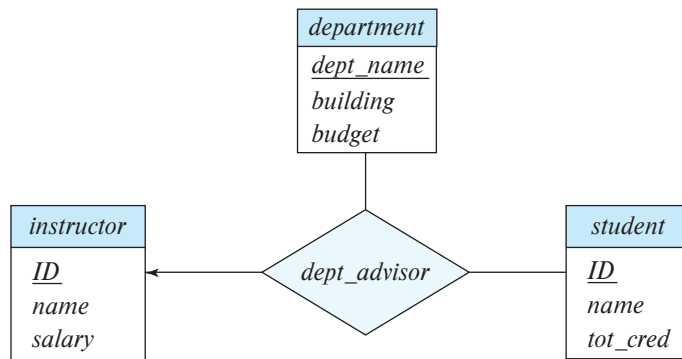 department
dept_name
building
budget
instructor
ID
name
salary
dept_advisor
student
ID
name
tot_cred